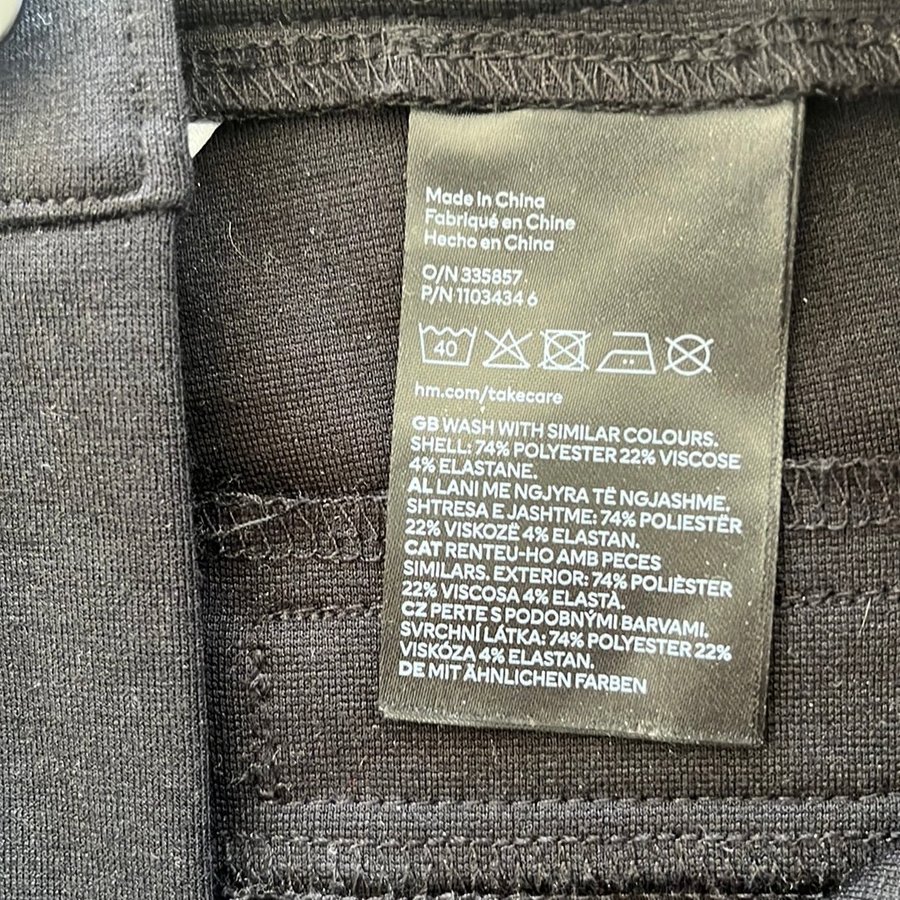 Made in China
Fabriqué en Chine
Hecho en China
O/N 335857
P/N 1103434 6
40
hm.com/takecare
GB WASH WITH SIMILAR COLOURS.
SHELL: 74% POLYESTER 22% VISCOSE
4% ELASTANE.
AL LANI ME NGJYRA TË NGJASHME.
SHTRESA E JASHTME: 74% POLIESTËR
22% VISKOZË 4% ELASTAN.
CAT RENTEU-HO AMB PECES
SIMILARS. EXTERIOR: 74% POLIÈSTER
22% VISCOSA 4% ELASTÀ.
CZ PERTE S PODOBNÝMI BARVAMI.
SVRCHNÍ LÁTKA: 74% POLYESTER 22%
VISKÓZA 4% ELASTAN.
DE MIT ÄHNLICHEN FARBEN